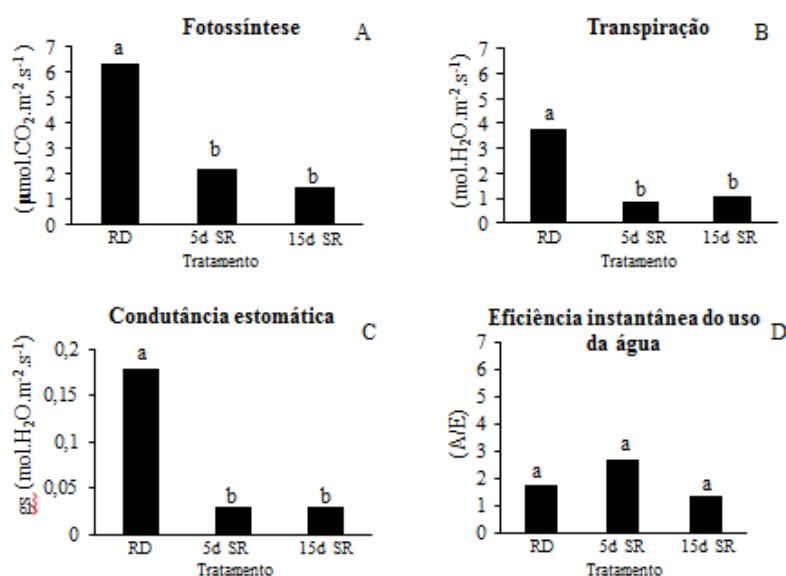 Fotossíntese
A
(µmol.CO₂.m⁻².s⁻¹)
7
6
5
4
3
2
1
0
a
b
b
RD
5d SR
15d SR
Tratamento
Transpiração
B
(mol.H₂O.m⁻².s⁻¹)
7
6
5
4
3
2
1
0
a
b
b
RD
5d SR
15d SR
Tratamento
Condutância estomática
C
gs (mol.H₂O.m⁻².s⁻¹)
0,2
0,15
0,1
0,05
0
a
b
b
RD
5d SR
15d SR
Tratamento
Eficiência instantânea do uso
da água
D
(A/E)
7
6
5
4
3
2
1
0
a
a
a
RD
5d SR
15d SR
Tratamento